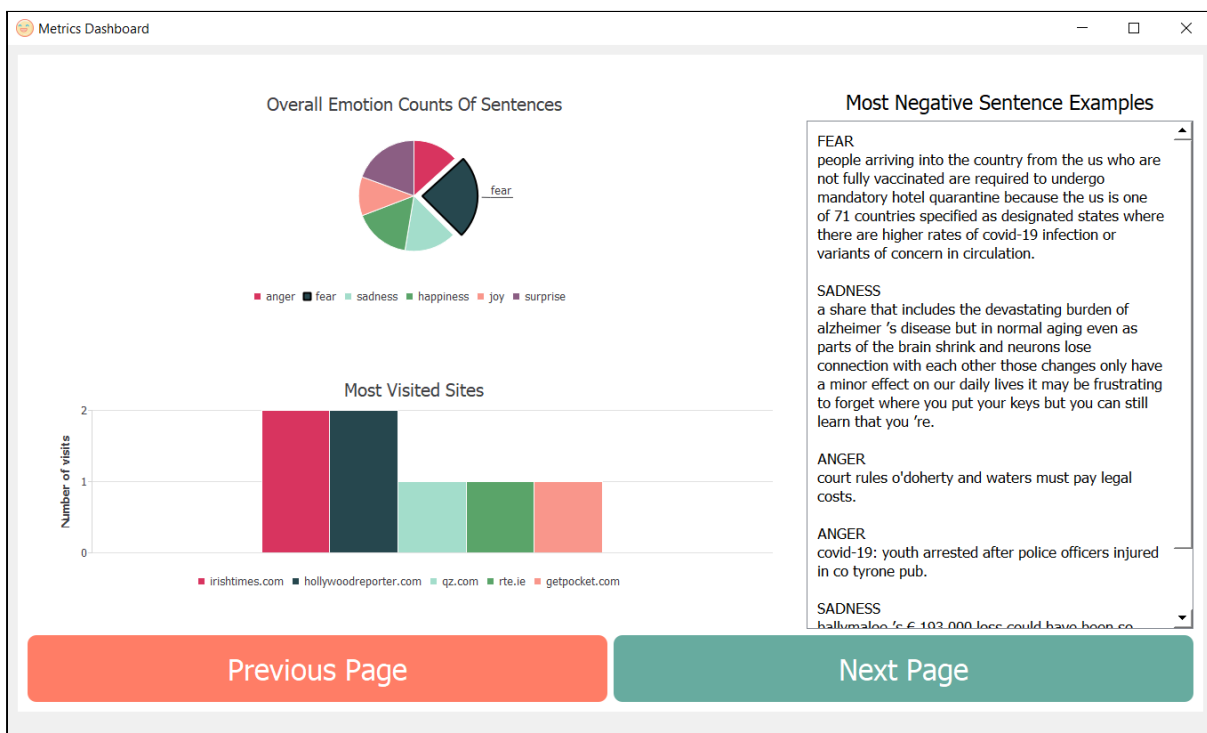 Metrics Dashboard
Overall Emotion Counts Of Sentences
fear
anger fear sadness happiness joy surprise
Most Visited Sites
Number of visits
2
1
0
irishtimes.com hollywoodreporter.com qz.com rte.ie getpocket.com
Most Negative Sentence Examples
FEAR
people arriving into the country from the us who are
not fully vaccinated are required to undergo
mandatory hotel quarantine because the us is one
of 71 countries specified as designated states where
there are higher rates of covid-19 infection or
variants of concern in circulation.
SADNESS
a share that includes the devastating burden of
alzheimer 's disease but in normal aging even as
parts of the brain shrink and neurons lose
connection with each other those changes only have
a minor effect on our daily lives it may be frustrating
to forget where you put your keys but you can still
learn that you 're.
ANGER
court rules o'doherty and waters must pay legal
costs.
ANGER
covid-19: youth arrested after police officers injured
in co tyrone pub.
SADNESS
ballymaloe 's € 193,000 loss could have been so
Previous Page
Next Page